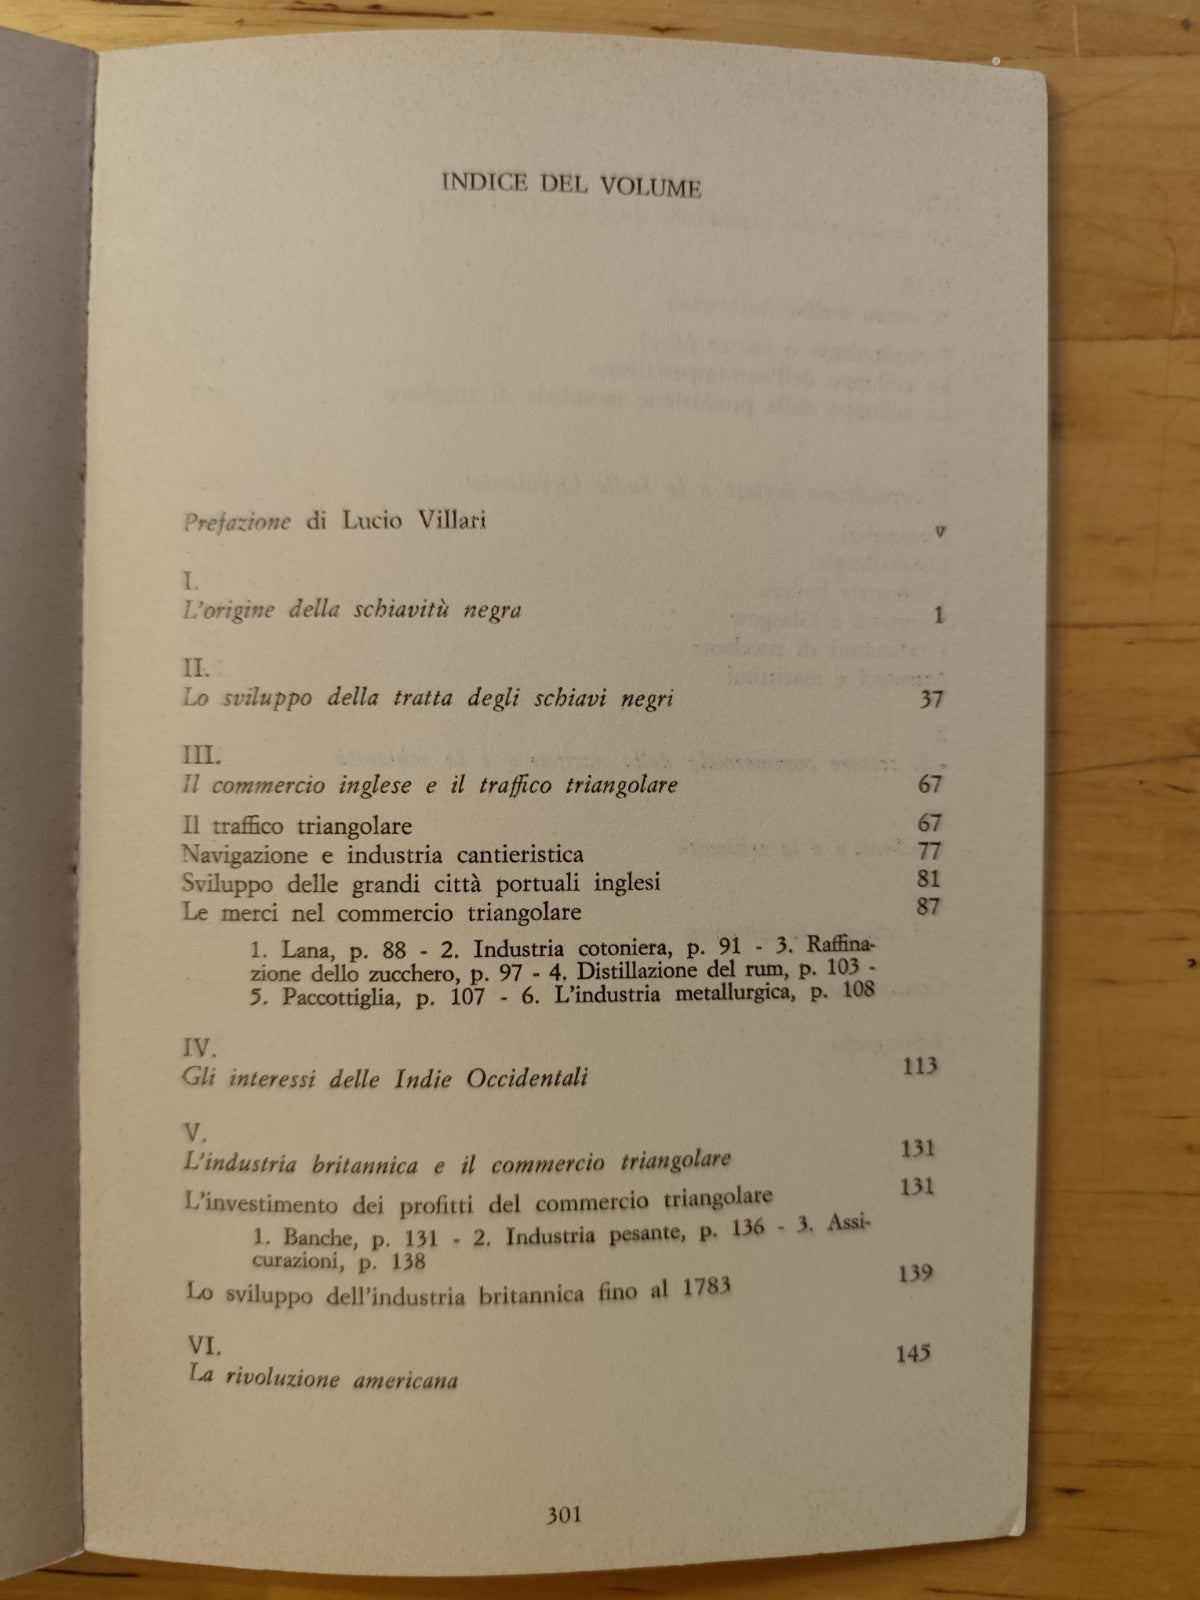 INDICE DEL VOLUME
Prefazione di Lucio Villari v
I.
L'origine della schiavitù negra 1
II.
Lo sviluppo della tratta degli schiavi negri 37
III.
Il commercio inglese e il traffico triangolare 67
Il traffico triangolare 67
Navigazione e industria cantieristica 77
Sviluppo delle grandi città portuali inglesi 81
Le merci nel commercio triangolare 87
1. Lana, p. 88 - 2. Industria cotoniera, p. 91 - 3. Raffina-
zione dello zucchero, p. 97 - 4. Distillazione del rum, p. 103 -
5. Paccottiglia, p. 107 - 6. L'industria metallurgica, p. 108
IV.
Gli interessi delle Indie Occidentali 113
V.
L'industria britannica e il commercio triangolare 131
L'investimento dei profitti del commercio triangolare 131
1. Banche, p. 131 - 2. Industria pesante, p. 136 - 3. Assi-
curazioni, p. 138
Lo sviluppo dell'industria britannica fino al 1783 139
VI.
La rivoluzione americana 145
301